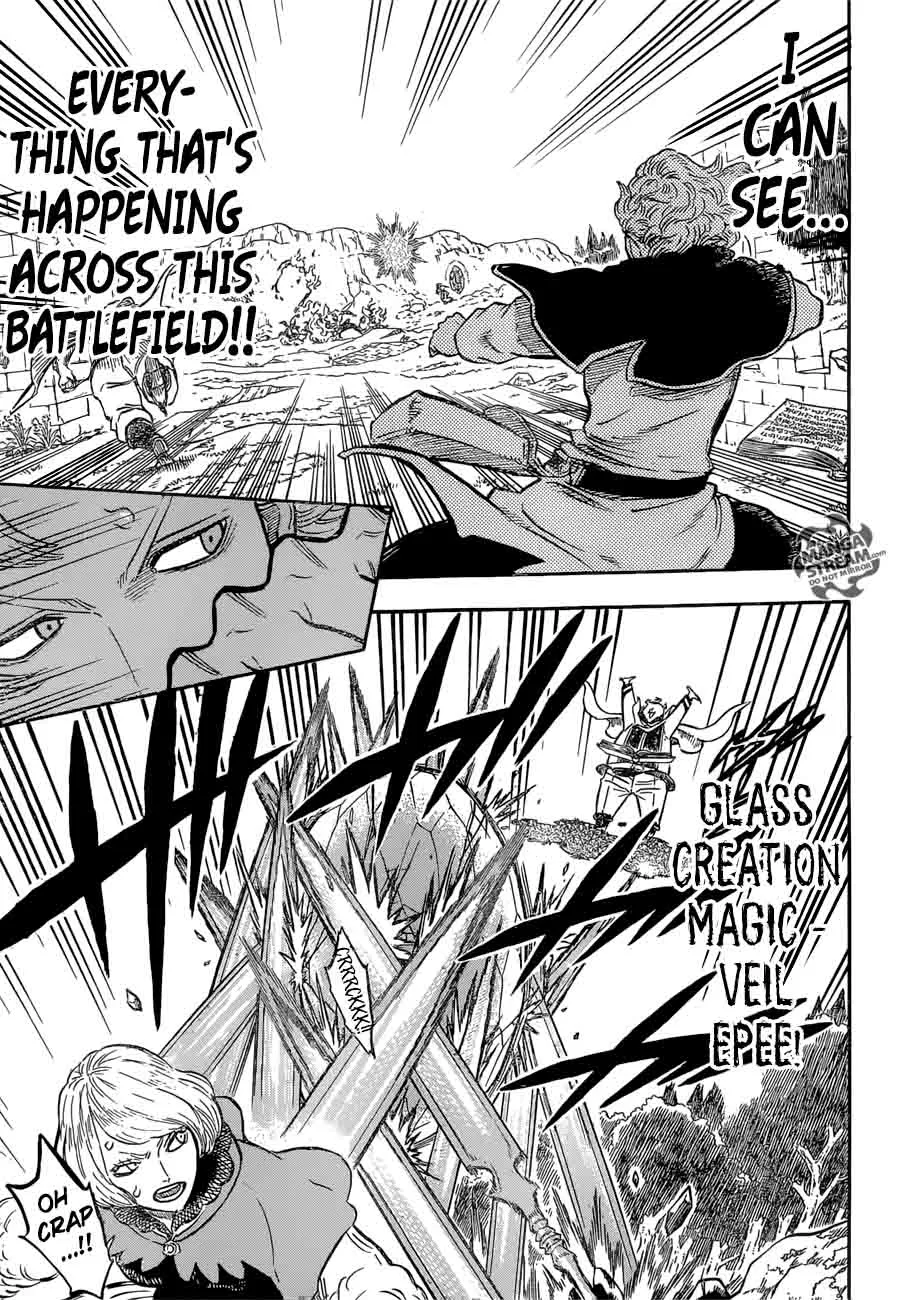 I
CAN
SEE...
EVERY-
THING THAT'S
HAPPENING
ACROSS THIS
BATTLEFIELD!!
MANGA
STREAM.com
DO NOT MIRROR
GLASS
CREATION
MAGIC -
VEIL
EPEE!
CRRRCKKK!!
OH
CRAP
...!!